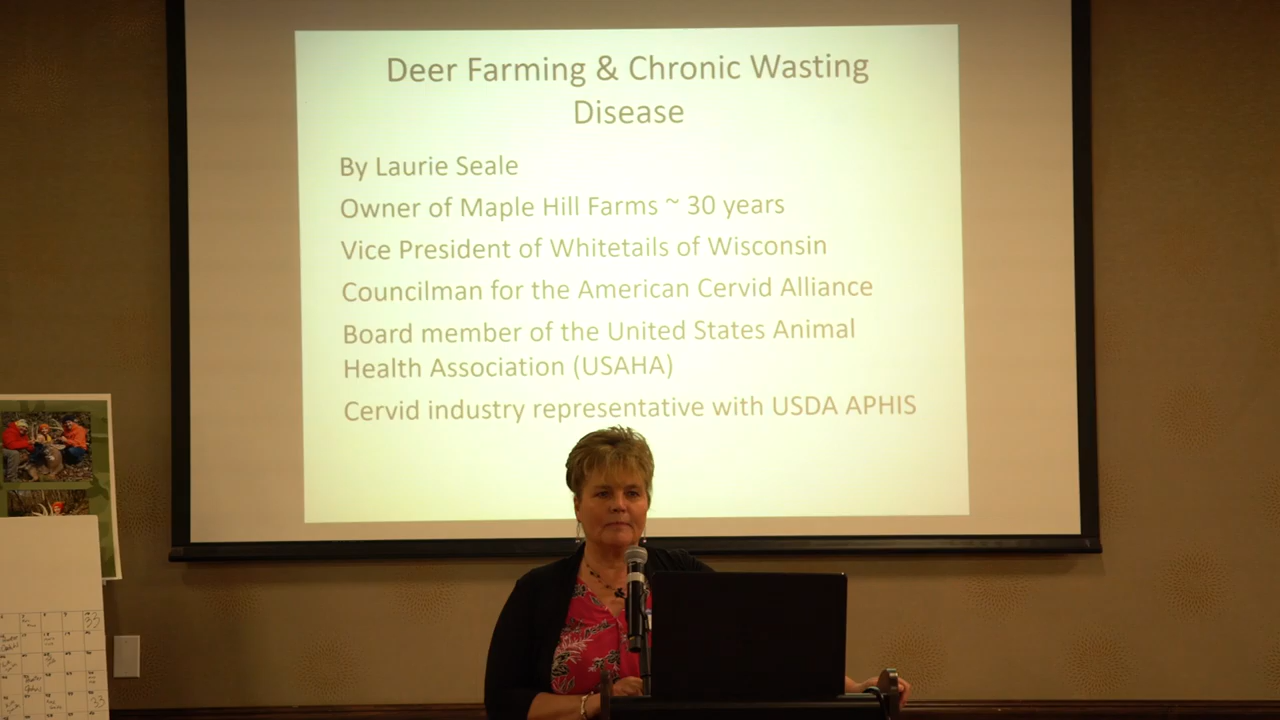 Deer Farming & Chronic Wasting
Disease
By Laurie Seale
Owner of Maple Hill Farms ~ 30 years
Vice President of Whitetails of Wisconsin
Councilman for the American Cervid Alliance
Board member of the United States Animal
Health Association (USAHA)
Cervid industry representative with USDA APHIS
33
33